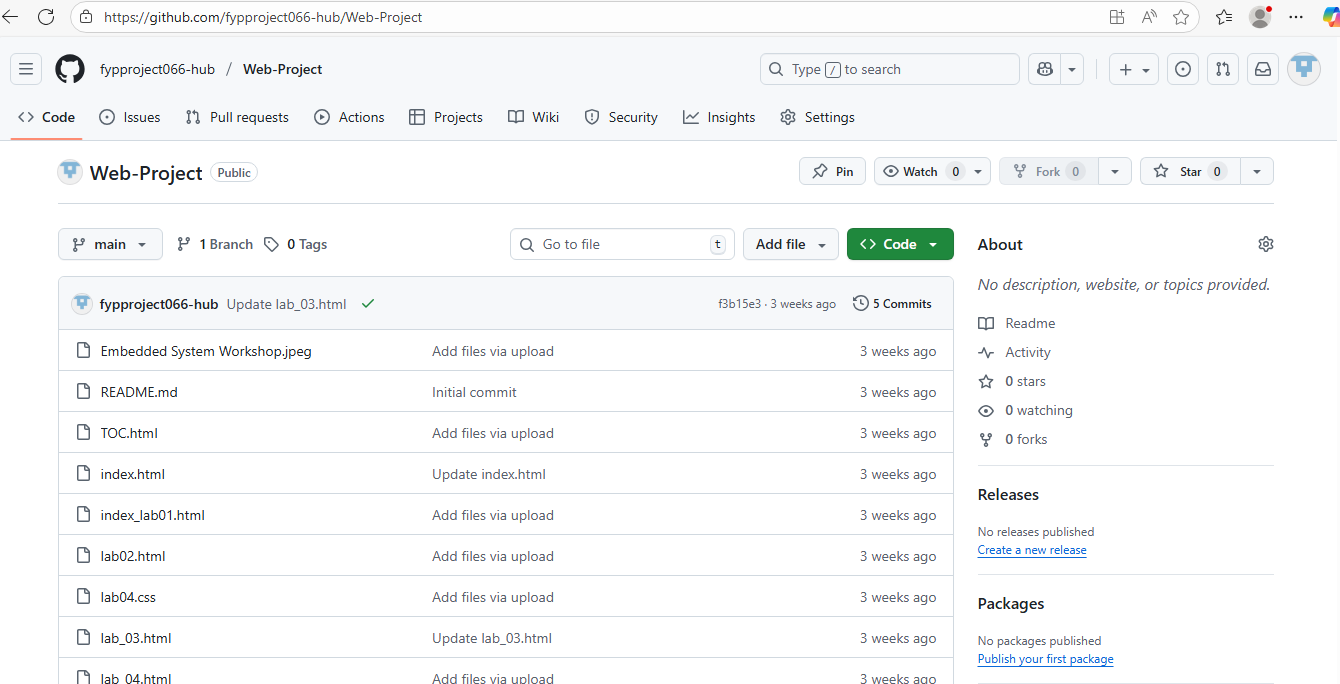 https://github.com/fypproject066-hub/Web-Project
fypproject066-hub / Web-Project
Type / to search
Code Issues Pull requests Actions Projects Wiki Security Insights Settings
Web-Project Public
Pin Watch 0 Fork 0 Star 0
main 1 Branch 0 Tags Go to file t Add file Code
fypproject066-hub Update lab_03.html f3b15e3 · 3 weeks ago 5 Commits
Embedded System Workshop.jpeg Add files via upload 3 weeks ago
README.md Initial commit 3 weeks ago
TOC.html Add files via upload 3 weeks ago
index.html Update index.html 3 weeks ago
index_lab01.html Add files via upload 3 weeks ago
lab02.html Add files via upload 3 weeks ago
lab04.css Add files via upload 3 weeks ago
lab_03.html Update lab_03.html 3 weeks ago
lab_04.html Add files via upload 3 weeks ago
About
No description, website, or topics provided.
Readme
Activity
0 stars
0 watching
0 forks
Releases
No releases published
Create a new release
Packages
No packages published
Publish your first package